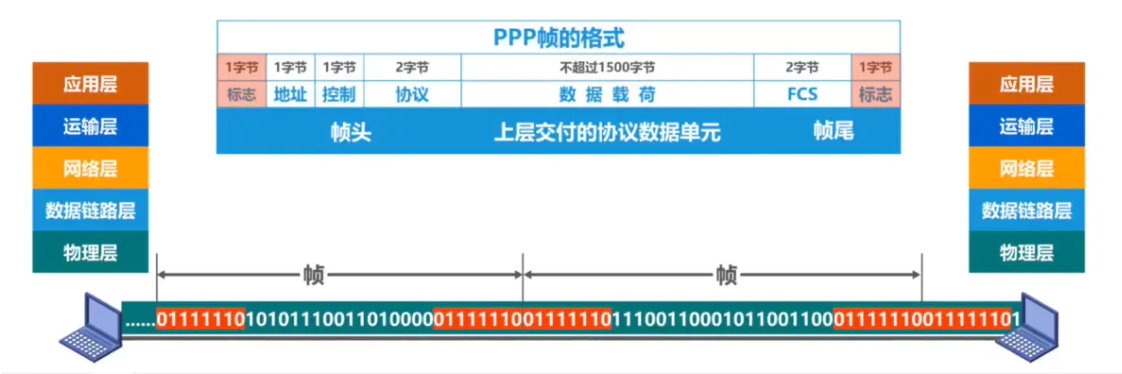 PPP帧的格式
1字节 1字节 1字节 2字节 不超过1500字节 2字节 1字节
标志 地址 控制 协议 数据载荷 FCS 标志
帧头 上层交付的协议数据单元 帧尾
应用层
运输层
网络层
数据链路层
物理层
应用层
运输层
网络层
数据链路层
物理层
帧 帧
......011111101010111001101000001111110011111101110011000101100110001111110011111101